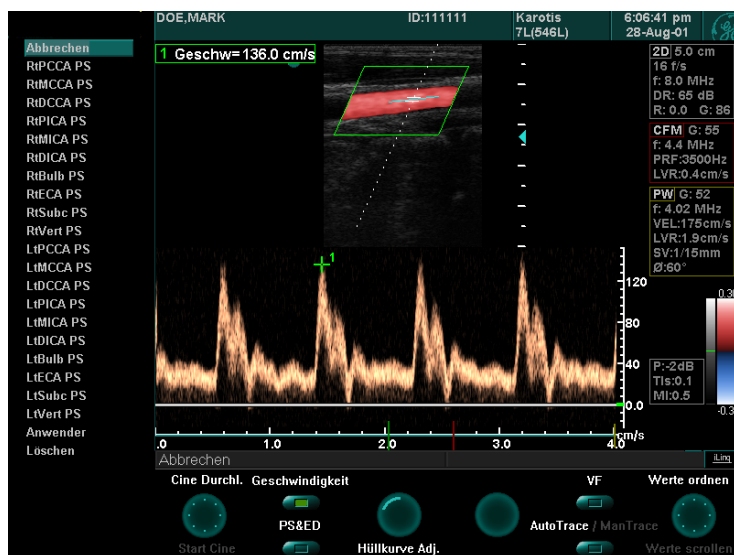 DOE,MARK ID:111111 Karotis 6:06:41 pm
7L(546L) 28-Aug-01
Abbrechen
RtPCCA PS
RtMCCA PS
RtDCCA PS
RtPICA PS
RtMICA PS
RtDICA PS
RtBulb PS
RtECA PS
RtSubc PS
RtVert PS
LtPCCA PS
LtMCCA PS
LtDCCA PS
LtPICA PS
LtMICA PS
LtDICA PS
LtBulb PS
LtECA PS
LtSubc PS
LtVert PS
Anwender
Löschen
1 Geschw=136.0 cm/s
2D 5.0 cm
16 f/s
f: 8.0 MHz
DR: 65 dB
R: 0.0 G: 86
CFM G: 55
f: 4.4 MHz
PRF:3500Hz
LVR:0.4cm/s
PW G: 52
f: 4.02 MHz
VEL:175cm/s
LVR:1.9cm/s
SV:1/15mm
Ø:60°
1
120
80
40
0.0
cm/s
.0 1.0 2.0 3.0 4.0
P:-2dB
TIs:0.1
MI:0.5
Abbrechen
iLinq
Cine Durchl. Geschwindigkeit VF Werte ordnen
PS&ED AutoTrace / ManTrace
Start Cine Hüllkurve Adj. Werte scrollen